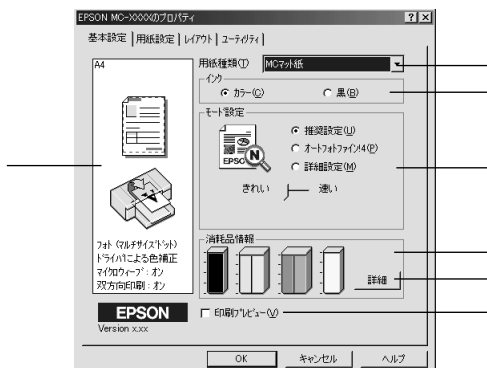 EPSON MC-XXXXのプロパティ
基本設定 用紙設定 レイアウト ユーティリティ
A4
フォト (マルチサイズドット)
ドライバによる色補正
マイクロウィーブ : オン
双方向印刷 : オン
EPSON
Version x.xx
用紙種類(T) MCマット紙
インク
カラー(C) 黒(B)
モード設定
EPSON
N
推奨設定(U)
オートフォトファイン!4(P)
詳細設定(M)
きれい 速い
消耗品情報
詳細
印刷プレビュー(V)
OK キャンセル ヘルプ